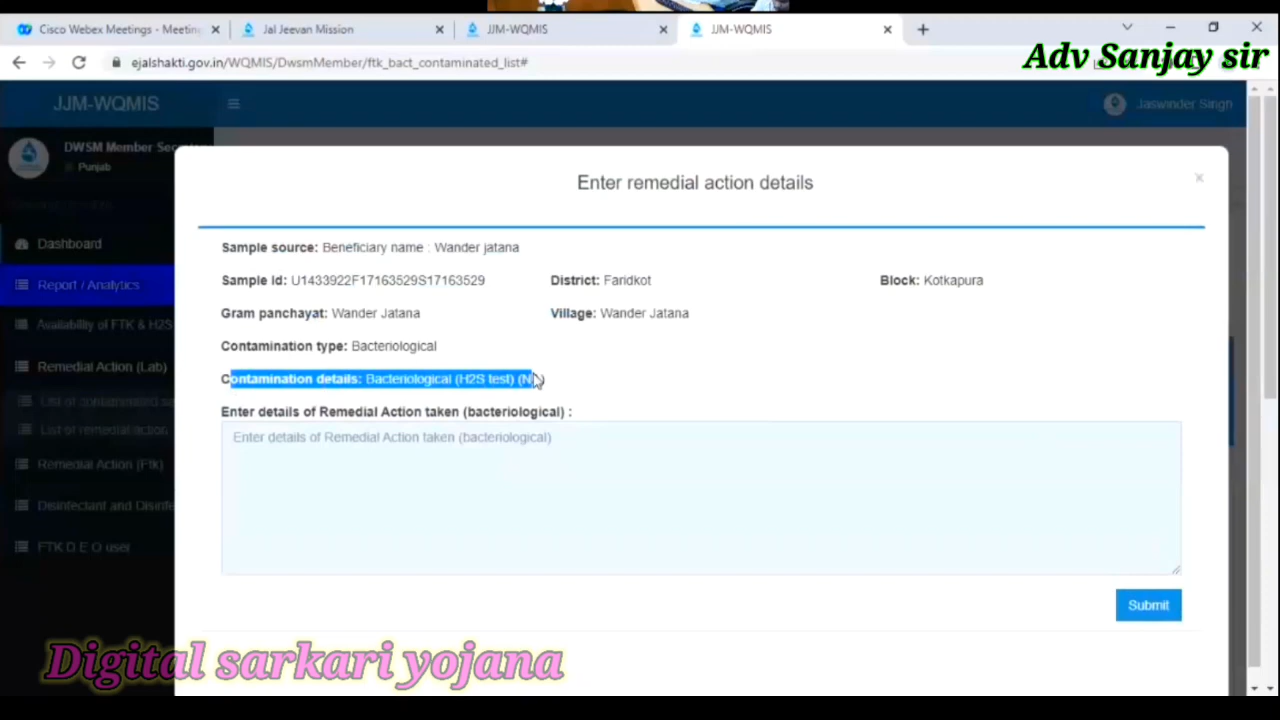 Cisco Webex Meetings - Meeting
Jal Jeevan Mission
JJM-WQMIS
JJM-WQMIS
ejalshakti.gov.in/WQMIS/DwsmMember/ftk_bact_contaminated_list#
Adv Sanjay sir
JJM-WQMIS
Jaswinder Singh
DWSM Member
Punjab
Enter remedial action details
×
Sample source: Beneficiary name : Wander jatana
Dashboard
Sample Id: U1433922F17163529S17163529 District: Faridkot Block: Kotkapura
Report / Analytics
Gram panchayat: Wander Jatana Village: Wander Jatana
Availability of FTK & H2S
Contamination type: Bacteriological
Remedial Action (Lab)
Contamination details: Bacteriological (H2S test)
List of contaminated
Enter details of Remedial Action taken (bacteriological) :
List of remedial action
Enter details of Remedial Action taken (bacteriological)
Remedial Action (Ftk)
Disinfectant and
FTK D E O user
Submit
Digital sarkari yojana